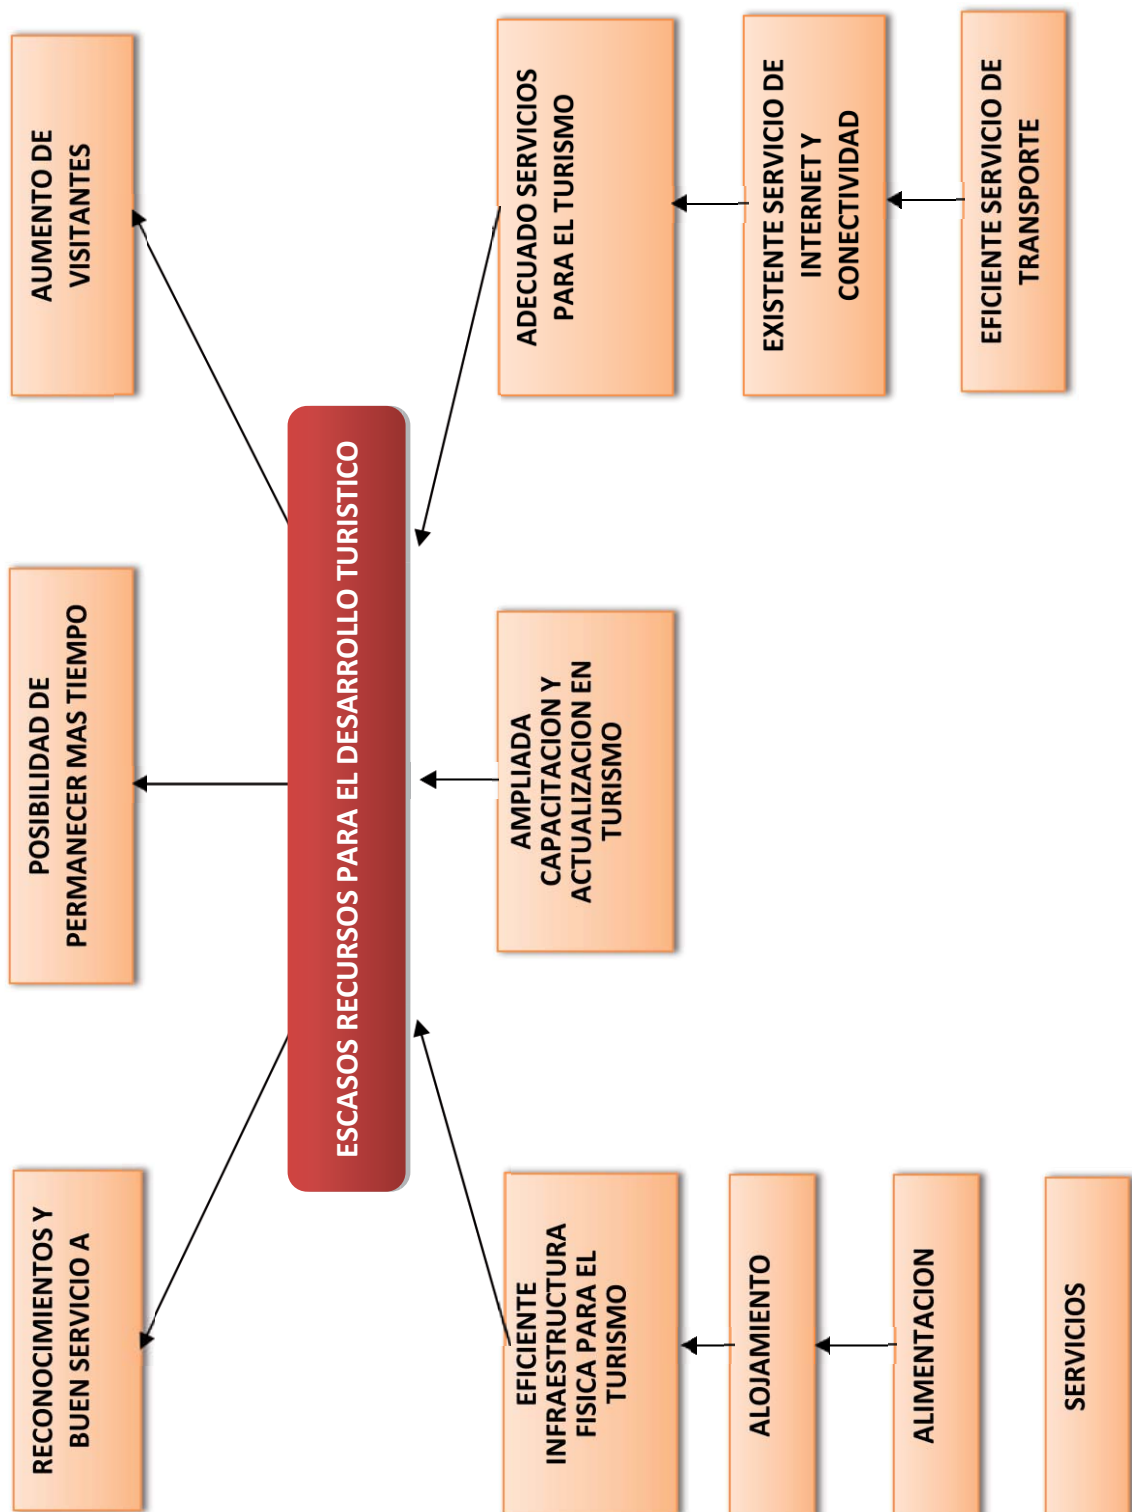 RECONOCIMIENTOS Y
BUEN SERVICIO A
POSIBILIDAD DE
PERMANECER MAS TIEMPO
AUMENTO DE
VISITANTES
ESCASOS RECURSOS PARA EL DESARROLLO TURISTICO
EFICIENTE
INFRAESTRUCTURA
FISICA PARA EL
TURISMO
AMPLIADA
CAPACITACION Y
ACTUALIZACION EN
TURISMO
ADECUADO SERVICIOS
PARA EL TURISMO
ALOJAMIENTO
EXISTENTE SERVICIO DE
INTERNET Y
CONECTIVIDAD
ALIMENTACION
EFICIENTE SERVICIO DE
TRANSPORTE
SERVICIOS